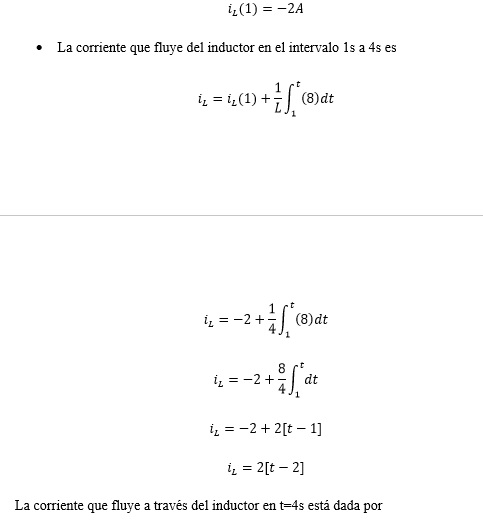 i_L(1) = −2A
• La corriente que fluye del inductor en el intervalo 1s a 4s es
i_L = i_L(1) + \frac{1}{L} \int_1^t (8)dt
i_L = −2 + \frac{1}{4} \int_1^t (8)dt
i_L = −2 + \frac{8}{4} \int_1^t dt
i_L = −2 + 2[t − 1]
i_L = 2[t − 2]
La corriente que fluye a través del inductor en t=4s está dada por